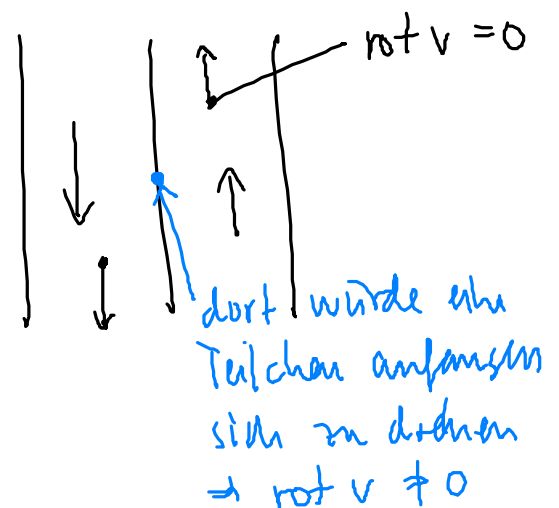 rot v = 0
dort würde ein
Teilchen anfangen
sich zu drehen
⇒ rot v ≠ 0